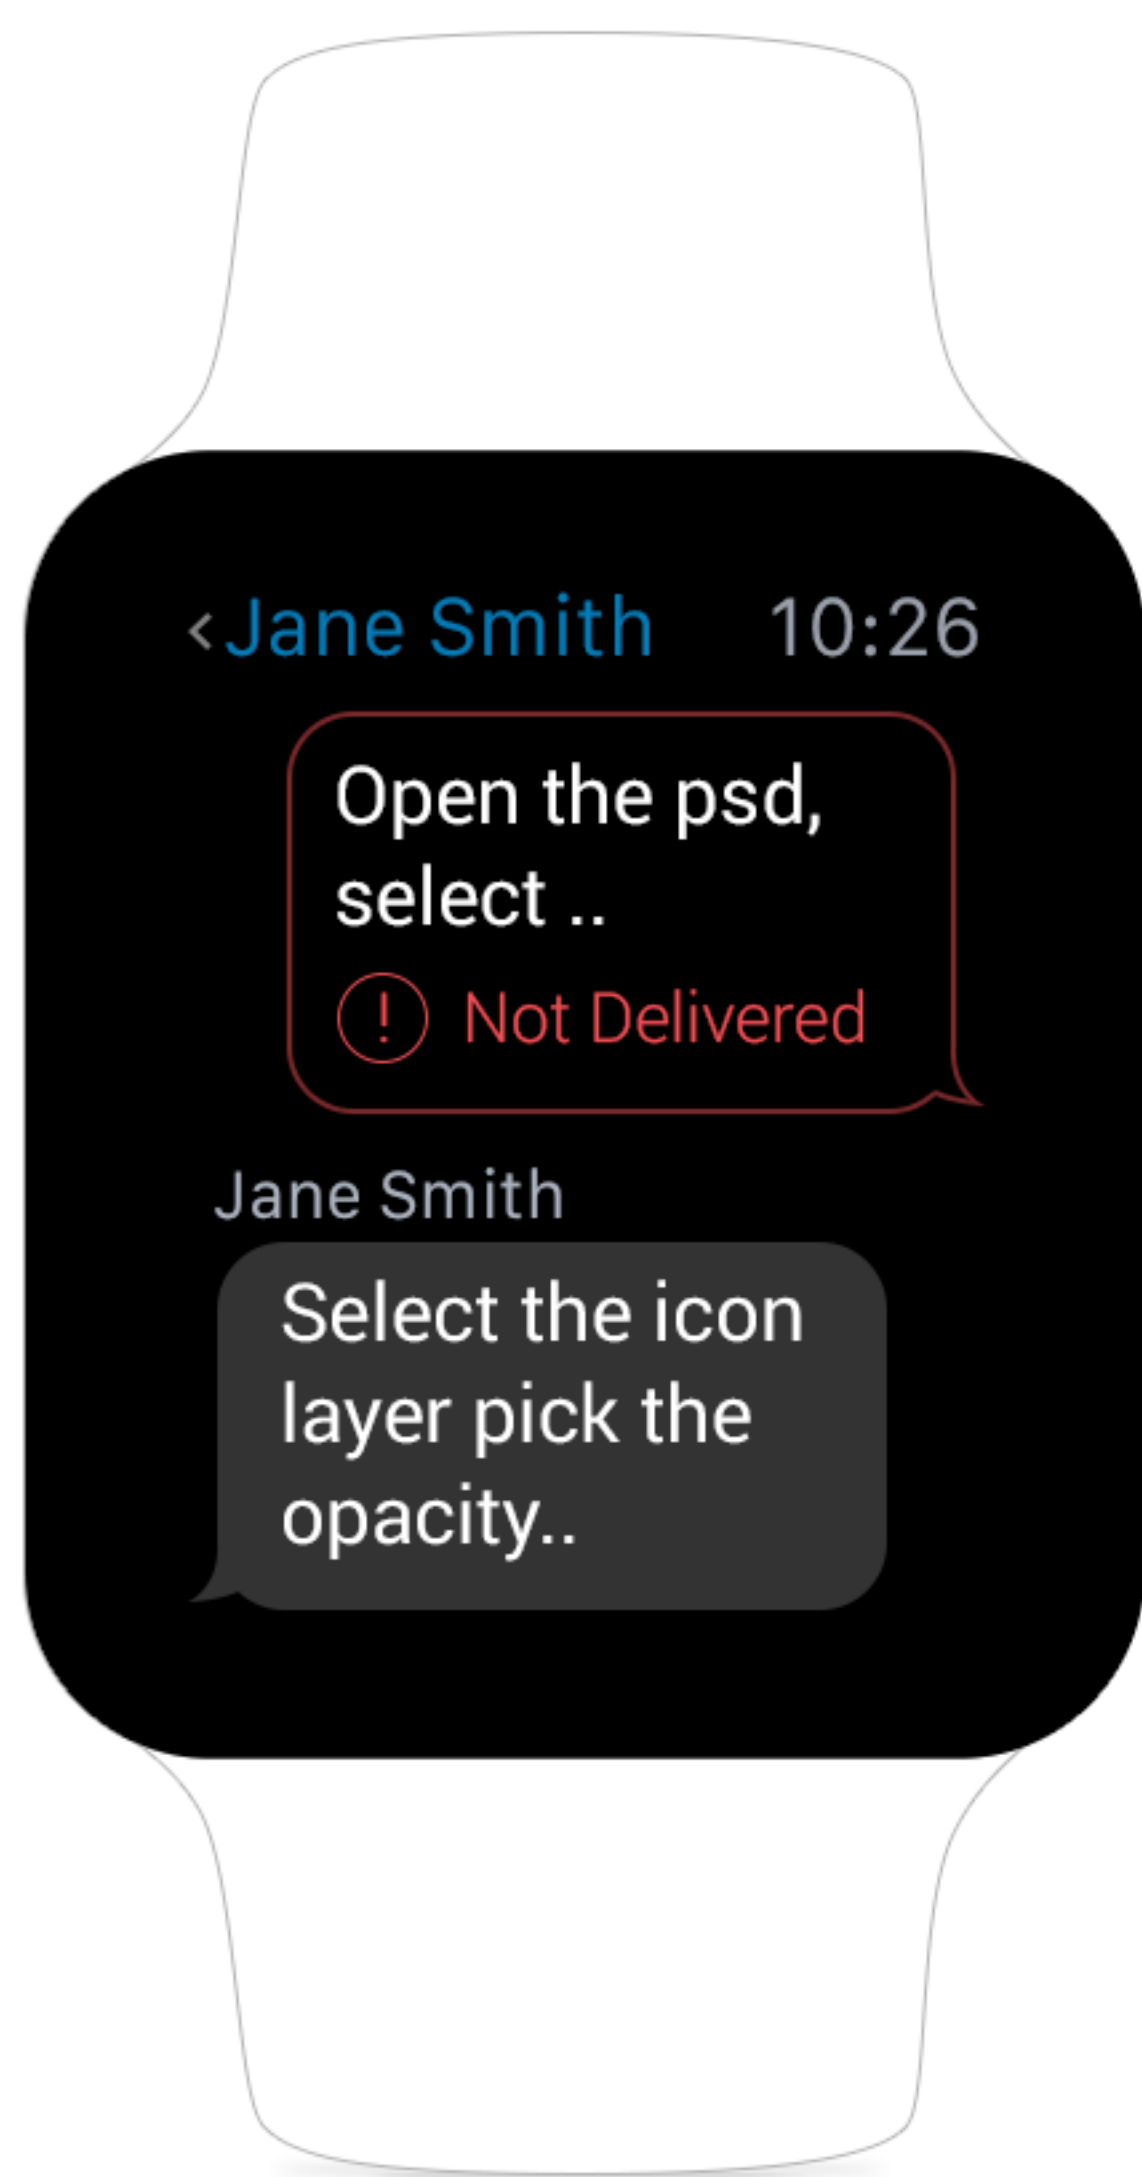 <Jane Smith 10:26
Open the psd,
select ..
! Not Delivered
Jane Smith
Select the icon
layer pick the
opacity..